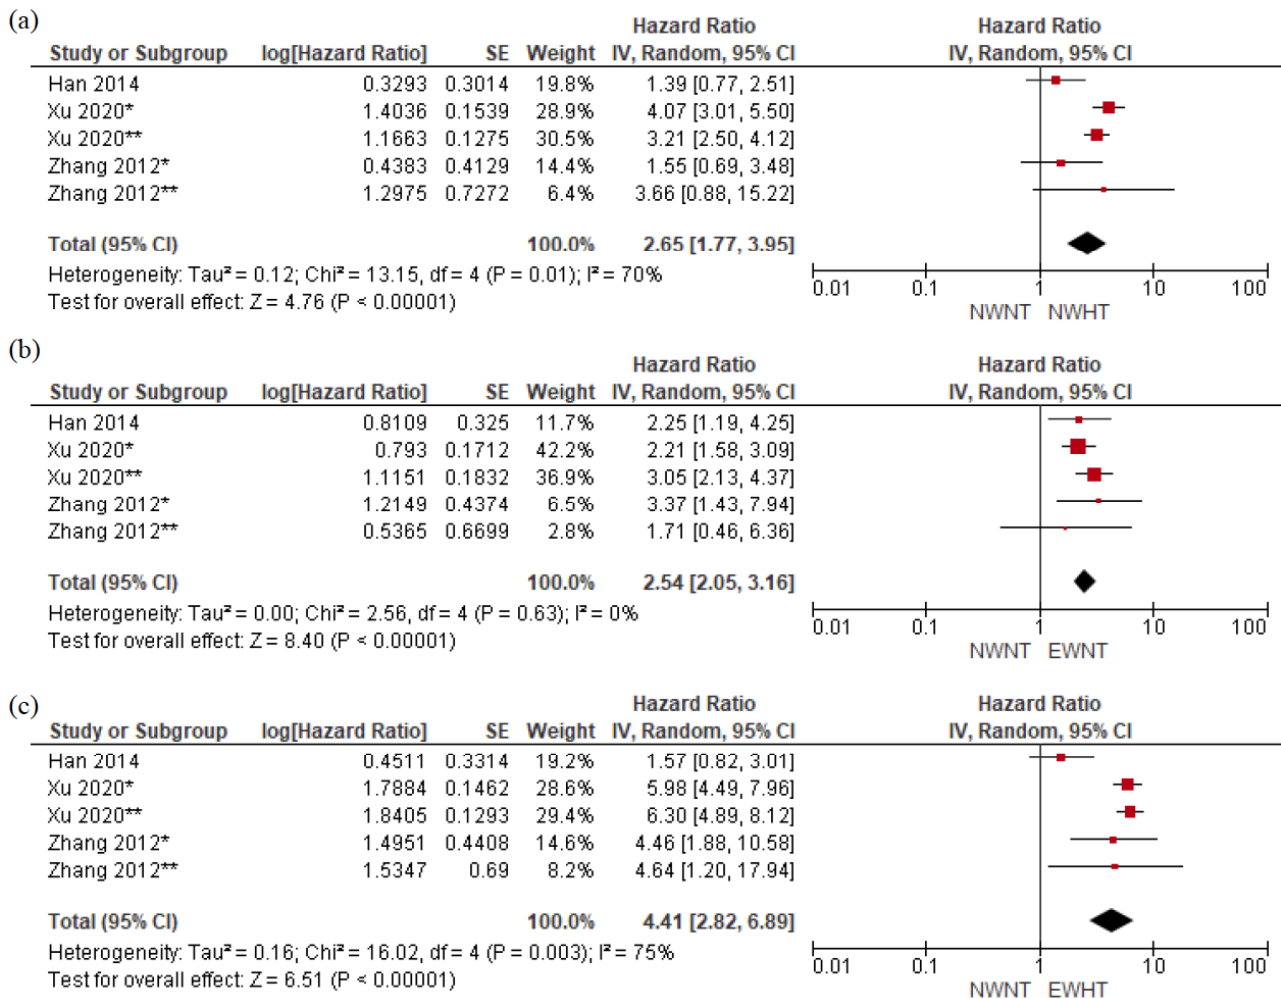 (a)
Hazard Ratio Hazard Ratio
Study or Subgroup log[Hazard Ratio] SE Weight IV, Random, 95% CI IV, Random, 95% CI
Han 2014 0.3293 0.3014 19.8% 1.39 [0.77, 2.51]
Xu 2020* 1.4036 0.1539 28.9% 4.07 [3.01, 5.50]
Xu 2020** 1.1663 0.1275 30.5% 3.21 [2.50, 4.12]
Zhang 2012* 0.4383 0.4129 14.4% 1.55 [0.69, 3.48]
Zhang 2012** 1.2975 0.7272 6.4% 3.66 [0.88, 15.22]
Total (95% CI) 100.0% 2.65 [1.77, 3.95]
Heterogeneity: Tau² = 0.12; Chi² = 13.15, df = 4 (P = 0.01); I² = 70%
Test for overall effect: Z = 4.76 (P < 0.00001)
0.01 0.1 1 10 100
NWNT NWHT
(b)
Hazard Ratio Hazard Ratio
Study or Subgroup log[Hazard Ratio] SE Weight IV, Random, 95% CI IV, Random, 95% CI
Han 2014 0.8109 0.325 11.7% 2.25 [1.19, 4.25]
Xu 2020* 0.793 0.1712 42.2% 2.21 [1.58, 3.09]
Xu 2020** 1.1151 0.1832 36.9% 3.05 [2.13, 4.37]
Zhang 2012* 1.2149 0.4374 6.5% 3.37 [1.43, 7.94]
Zhang 2012** 0.5365 0.6699 2.8% 1.71 [0.46, 6.36]
Total (95% CI) 100.0% 2.54 [2.05, 3.16]
Heterogeneity: Tau² = 0.00; Chi² = 2.56, df = 4 (P = 0.63); I² = 0%
Test for overall effect: Z = 8.40 (P < 0.00001)
0.01 0.1 1 10 100
NWNT EWNT
(c)
Hazard Ratio Hazard Ratio
Study or Subgroup log[Hazard Ratio] SE Weight IV, Random, 95% CI IV, Random, 95% CI
Han 2014 0.4511 0.3314 19.2% 1.57 [0.82, 3.01]
Xu 2020* 1.7884 0.1462 28.6% 5.98 [4.49, 7.96]
Xu 2020** 1.8405 0.1293 29.4% 6.30 [4.89, 8.12]
Zhang 2012* 1.4951 0.4408 14.6% 4.46 [1.88, 10.58]
Zhang 2012** 1.5347 0.69 8.2% 4.64 [1.20, 17.94]
Total (95% CI) 100.0% 4.41 [2.82, 6.89]
Heterogeneity: Tau² = 0.16; Chi² = 16.02, df = 4 (P = 0.003); I² = 75%
Test for overall effect: Z = 6.51 (P < 0.00001)
0.01 0.1 1 10 100
NWNT EWHT